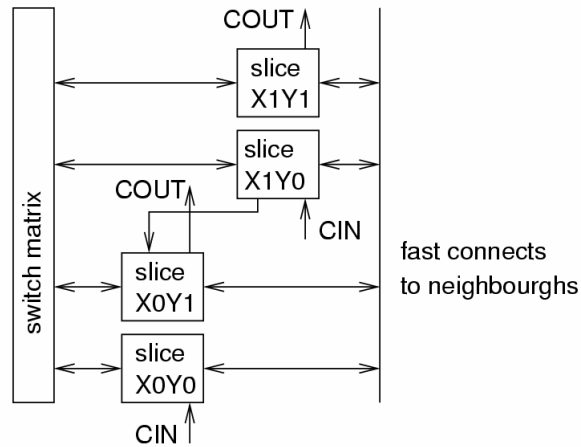 COUT
slice
X1Y1
slice
X1Y0
COUT
CIN
switch matrix
fast connects
to neighbourghs
slice
X0Y1
slice
X0Y0
CIN